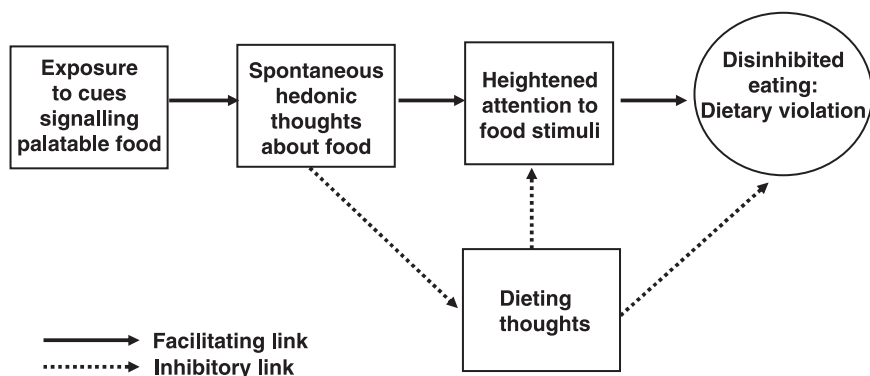 Exposure
to cues
signalling
palatable food
Spontaneous
hedonic
thoughts
about food
Heightened
attention to
food stimuli
Disinhibited
eating:
Dietary violation
Dieting
thoughts
Facilitating link
Inhibitory link